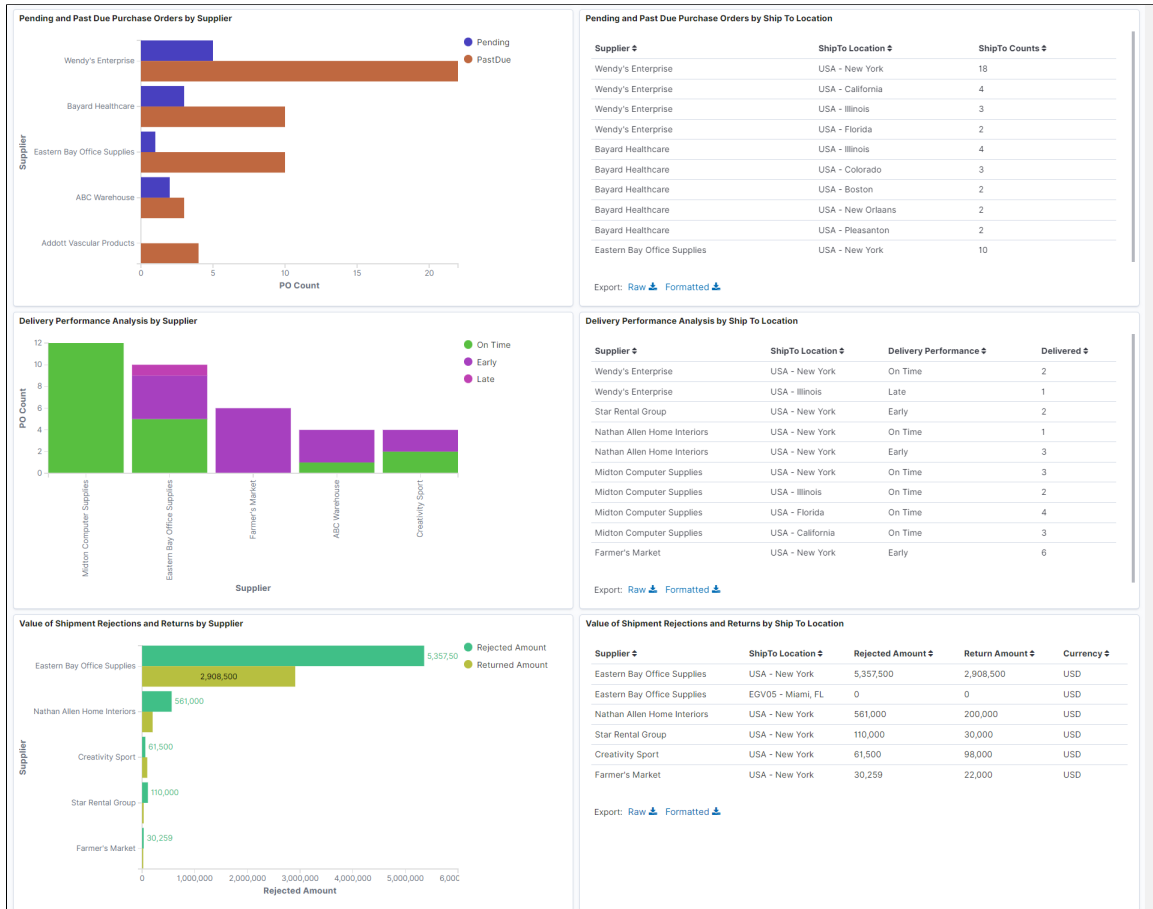 Pending and Past Due Purchase Orders by Supplier
Pending
PastDue
Supplier
Wendy's Enterprise
Bayard Healthcare
Eastern Bay Office Supplies
ABC Warehouse
Addott Vascular Products
0 5 10 15 20
PO Count
Pending and Past Due Purchase Orders by Ship To Location
Supplier ShipTo Location ShipTo Counts
Wendy's Enterprise USA - New York 18
Wendy's Enterprise USA - California 4
Wendy's Enterprise USA - Illinois 3
Wendy's Enterprise USA - Florida 2
Bayard Healthcare USA - Illinois 4
Bayard Healthcare USA - Colorado 3
Bayard Healthcare USA - Boston 2
Bayard Healthcare USA - New Orlaans 2
Bayard Healthcare USA - Pleasanton 2
Eastern Bay Office Supplies USA - New York 10
Export: Raw Formatted
Delivery Performance Analysis by Supplier
On Time
Early
Late
PO Count
12
10
8
6
4
2
0
Midton Computer Supplies
Eastern Bay Office Supplies
Farmer's Market
ABC Warehouse
Creativity Sport
Supplier
Delivery Performance Analysis by Ship To Location
Supplier ShipTo Location Delivery Performance Delivered
Wendy's Enterprise USA - New York On Time 2
Wendy's Enterprise USA - Illinois Late 1
Star Rental Group USA - New York Early 2
Nathan Allen Home Interiors USA - New York On Time 1
Nathan Allen Home Interiors USA - New York Early 3
Midton Computer Supplies USA - New York On Time 3
Midton Computer Supplies USA - Illinois On Time 2
Midton Computer Supplies USA - Florida On Time 4
Midton Computer Supplies USA - California On Time 3
Farmer's Market USA - New York Early 6
Export: Raw Formatted
Value of Shipment Rejections and Returns by Supplier
Rejected Amount
Returned Amount
Supplier
Eastern Bay Office Supplies 5,357,50
2,908,500
Nathan Allen Home Interiors 561,000
Creativity Sport 61,500
Star Rental Group 110,000
Farmer's Market 30,259
0 1,000,000 2,000,000 3,000,000 4,000,000 5,000,000 6,000
Rejected Amount
Value of Shipment Rejections and Returns by Ship To Location
Supplier ShipTo Location Rejected Amount Return Amount Currency
Eastern Bay Office Supplies USA - New York 5,357,500 2,908,500 USD
Eastern Bay Office Supplies EGV05 - Miami, FL 0 0 USD
Nathan Allen Home Interiors USA - New York 561,000 200,000 USD
Star Rental Group USA - New York 110,000 30,000 USD
Creativity Sport USA - New York 61,500 98,000 USD
Farmer's Market USA - New York 30,259 22,000 USD
Export: Raw Formatted